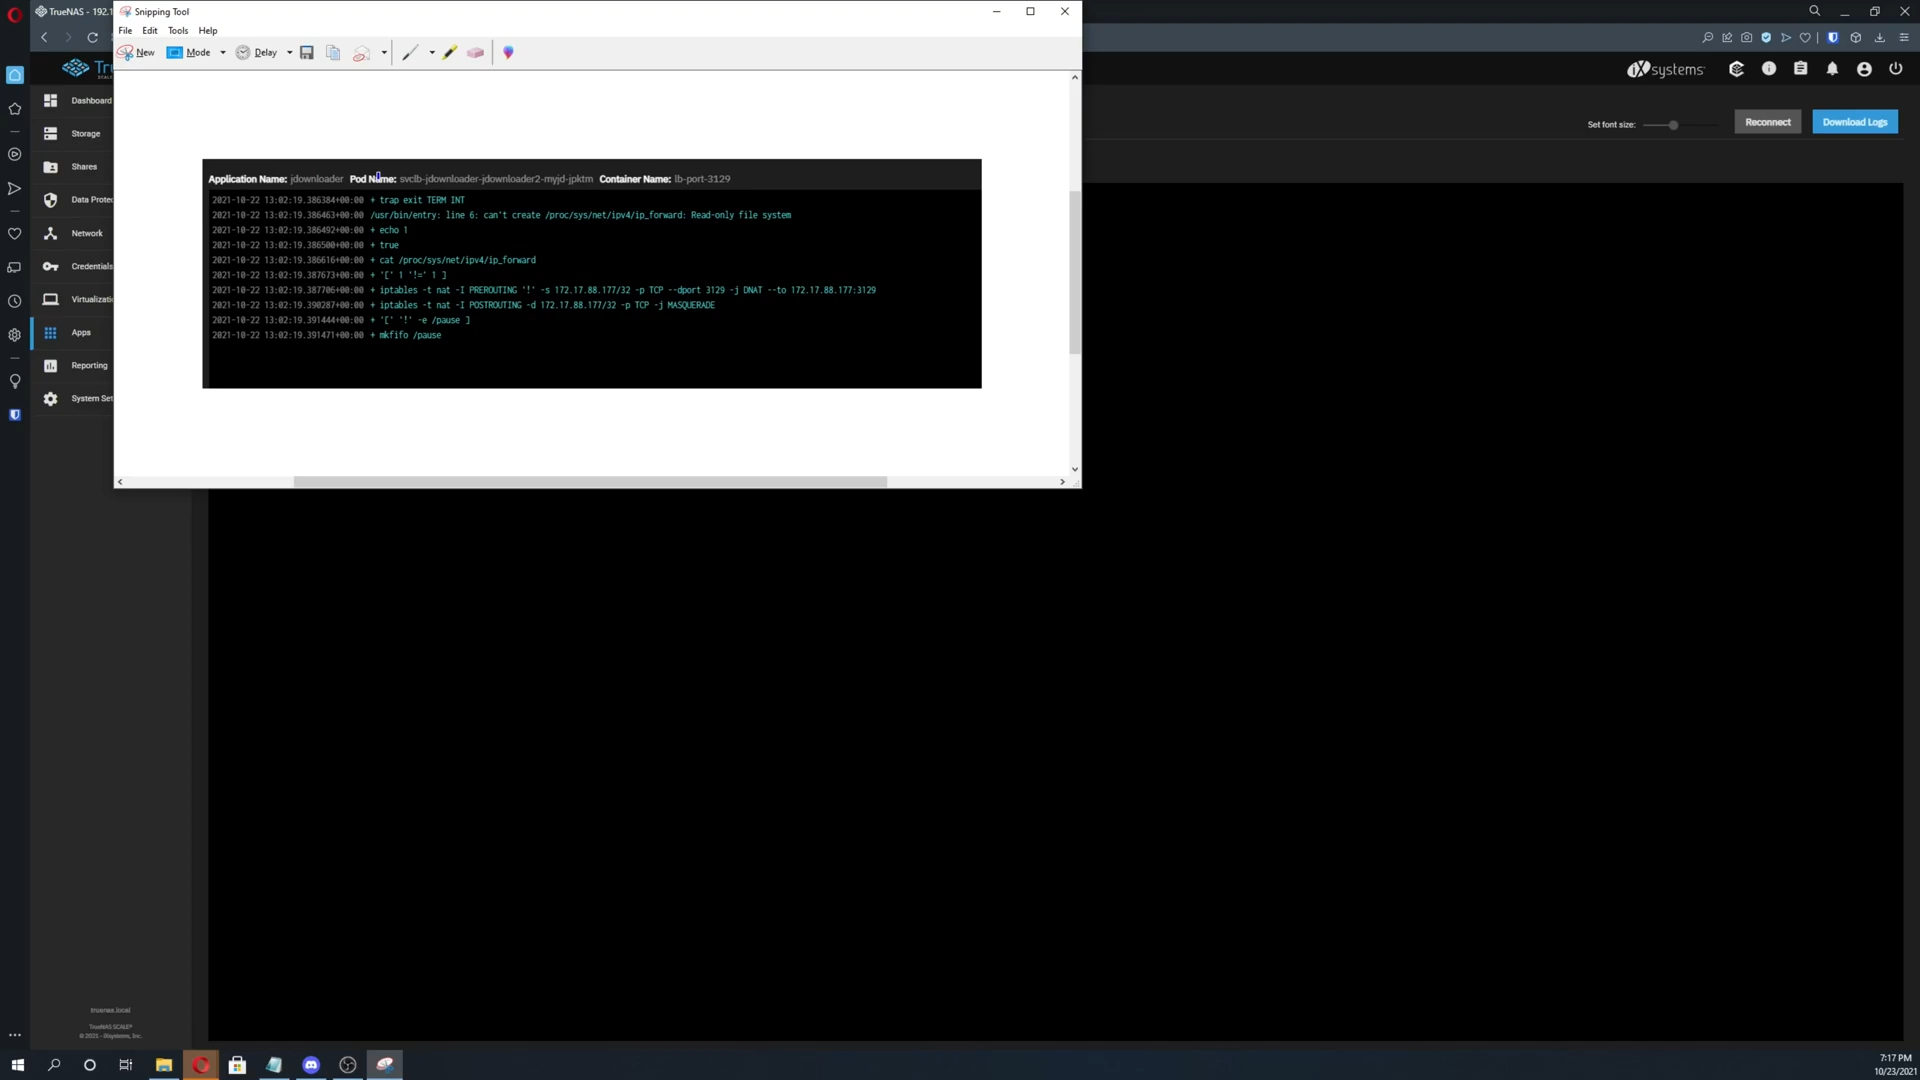 TrueNAS - 192.1
Snipping Tool
File Edit Tools Help
New Mode Delay
Tr
SCALE
iXsystems
Dashboard
Storage
Shares
Data Protec
Network
Credentials
Virtualizati
Apps
Reporting
System Set
Set font size:
Reconnect
Download Logs
Application Name: jdownloader Pod Name: svclb-jdownloader-jdownloader2-myjd-jpktm Container Name: lb-port-3129
2021-10-22 13:02:19.386384+00:00 + trap exit TERM INT
2021-10-22 13:02:19.386463+00:00 /usr/bin/entry: line 6: can't create /proc/sys/net/ipv4/ip_forward: Read-only file system
2021-10-22 13:02:19.386492+00:00 + echo 1
2021-10-22 13:02:19.386500+00:00 + true
2021-10-22 13:02:19.386616+00:00 + cat /proc/sys/net/ipv4/ip_forward
2021-10-22 13:02:19.387673+00:00 + '[' 1 '!=' 1 ]
2021-10-22 13:02:19.387706+00:00 + iptables -t nat -I PREROUTING '!' -s 172.17.88.177/32 -p TCP --dport 3129 -j DNAT --to 172.17.88.177:3129
2021-10-22 13:02:19.390287+00:00 + iptables -t nat -I POSTROUTING -d 172.17.88.177/32 -p TCP -j MASQUERADE
2021-10-22 13:02:19.391444+00:00 + '[' '!' -e /pause ]
2021-10-22 13:02:19.391471+00:00 + mkfifo /pause
truenas.local
TrueNAS SCALE®
© 2021 - iXsystems, Inc.
7:17 PM
10/23/2021